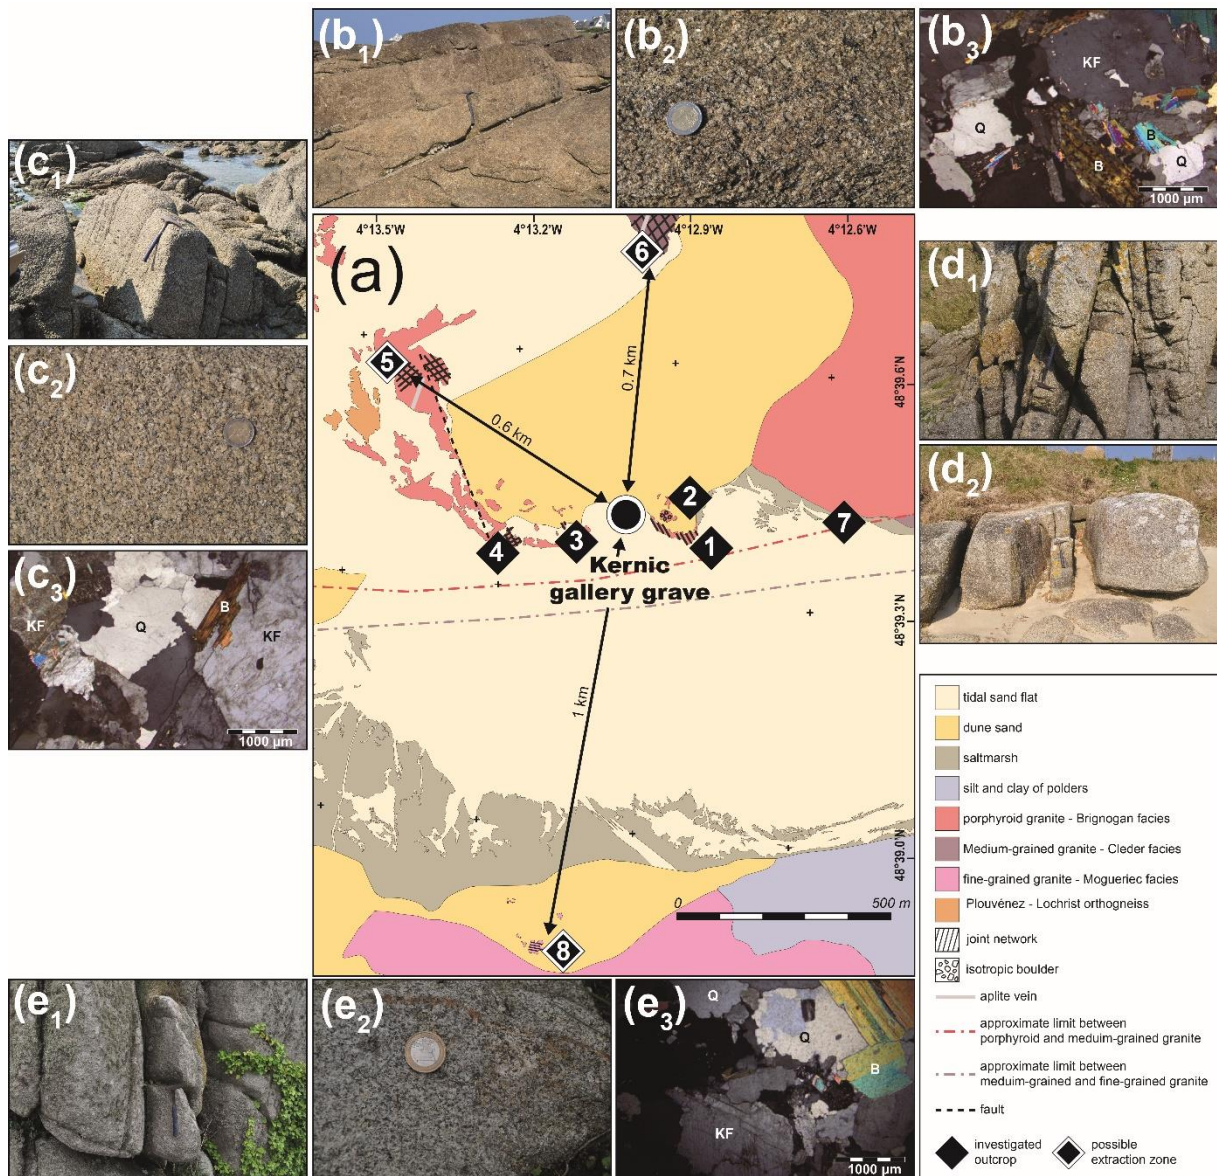 (b1)
(b2)
(b3)
KF
Q
B
B
Q
1000 µm
(c1)
(a)
4°13.5'W
4°13.2'W
4°12.9'W
4°12.6'W
6
(d1)
(c2)
5
0.7 km
0.6 km
48°39.6'N
(d2)
2
7
4
3
1
Kernic
gallery grave
48°39.3'N
(c3)
KF
Q
B
KF
1000 µm
1 km
48°39.0'N
0
500 m
8
tidal sand flat
dune sand
saltmarsh
silt and clay of polders
porphyroid granite - Brignogan facies
Medium-grained granite - Cleder facies
fine-grained granite - Mogueriec facies
Plouvénez - Lochrist orthogneiss
joint network
isotropic boulder
aplite vein
approximate limit between
porphyroid and meduim-grained granite
approximate limit between
meduim-grained and fine-grained granite
fault
investigated
outcrop
possible
extraction zone
(e1)
(e2)
(e3)
Q
Q
B
KF
1000 µm